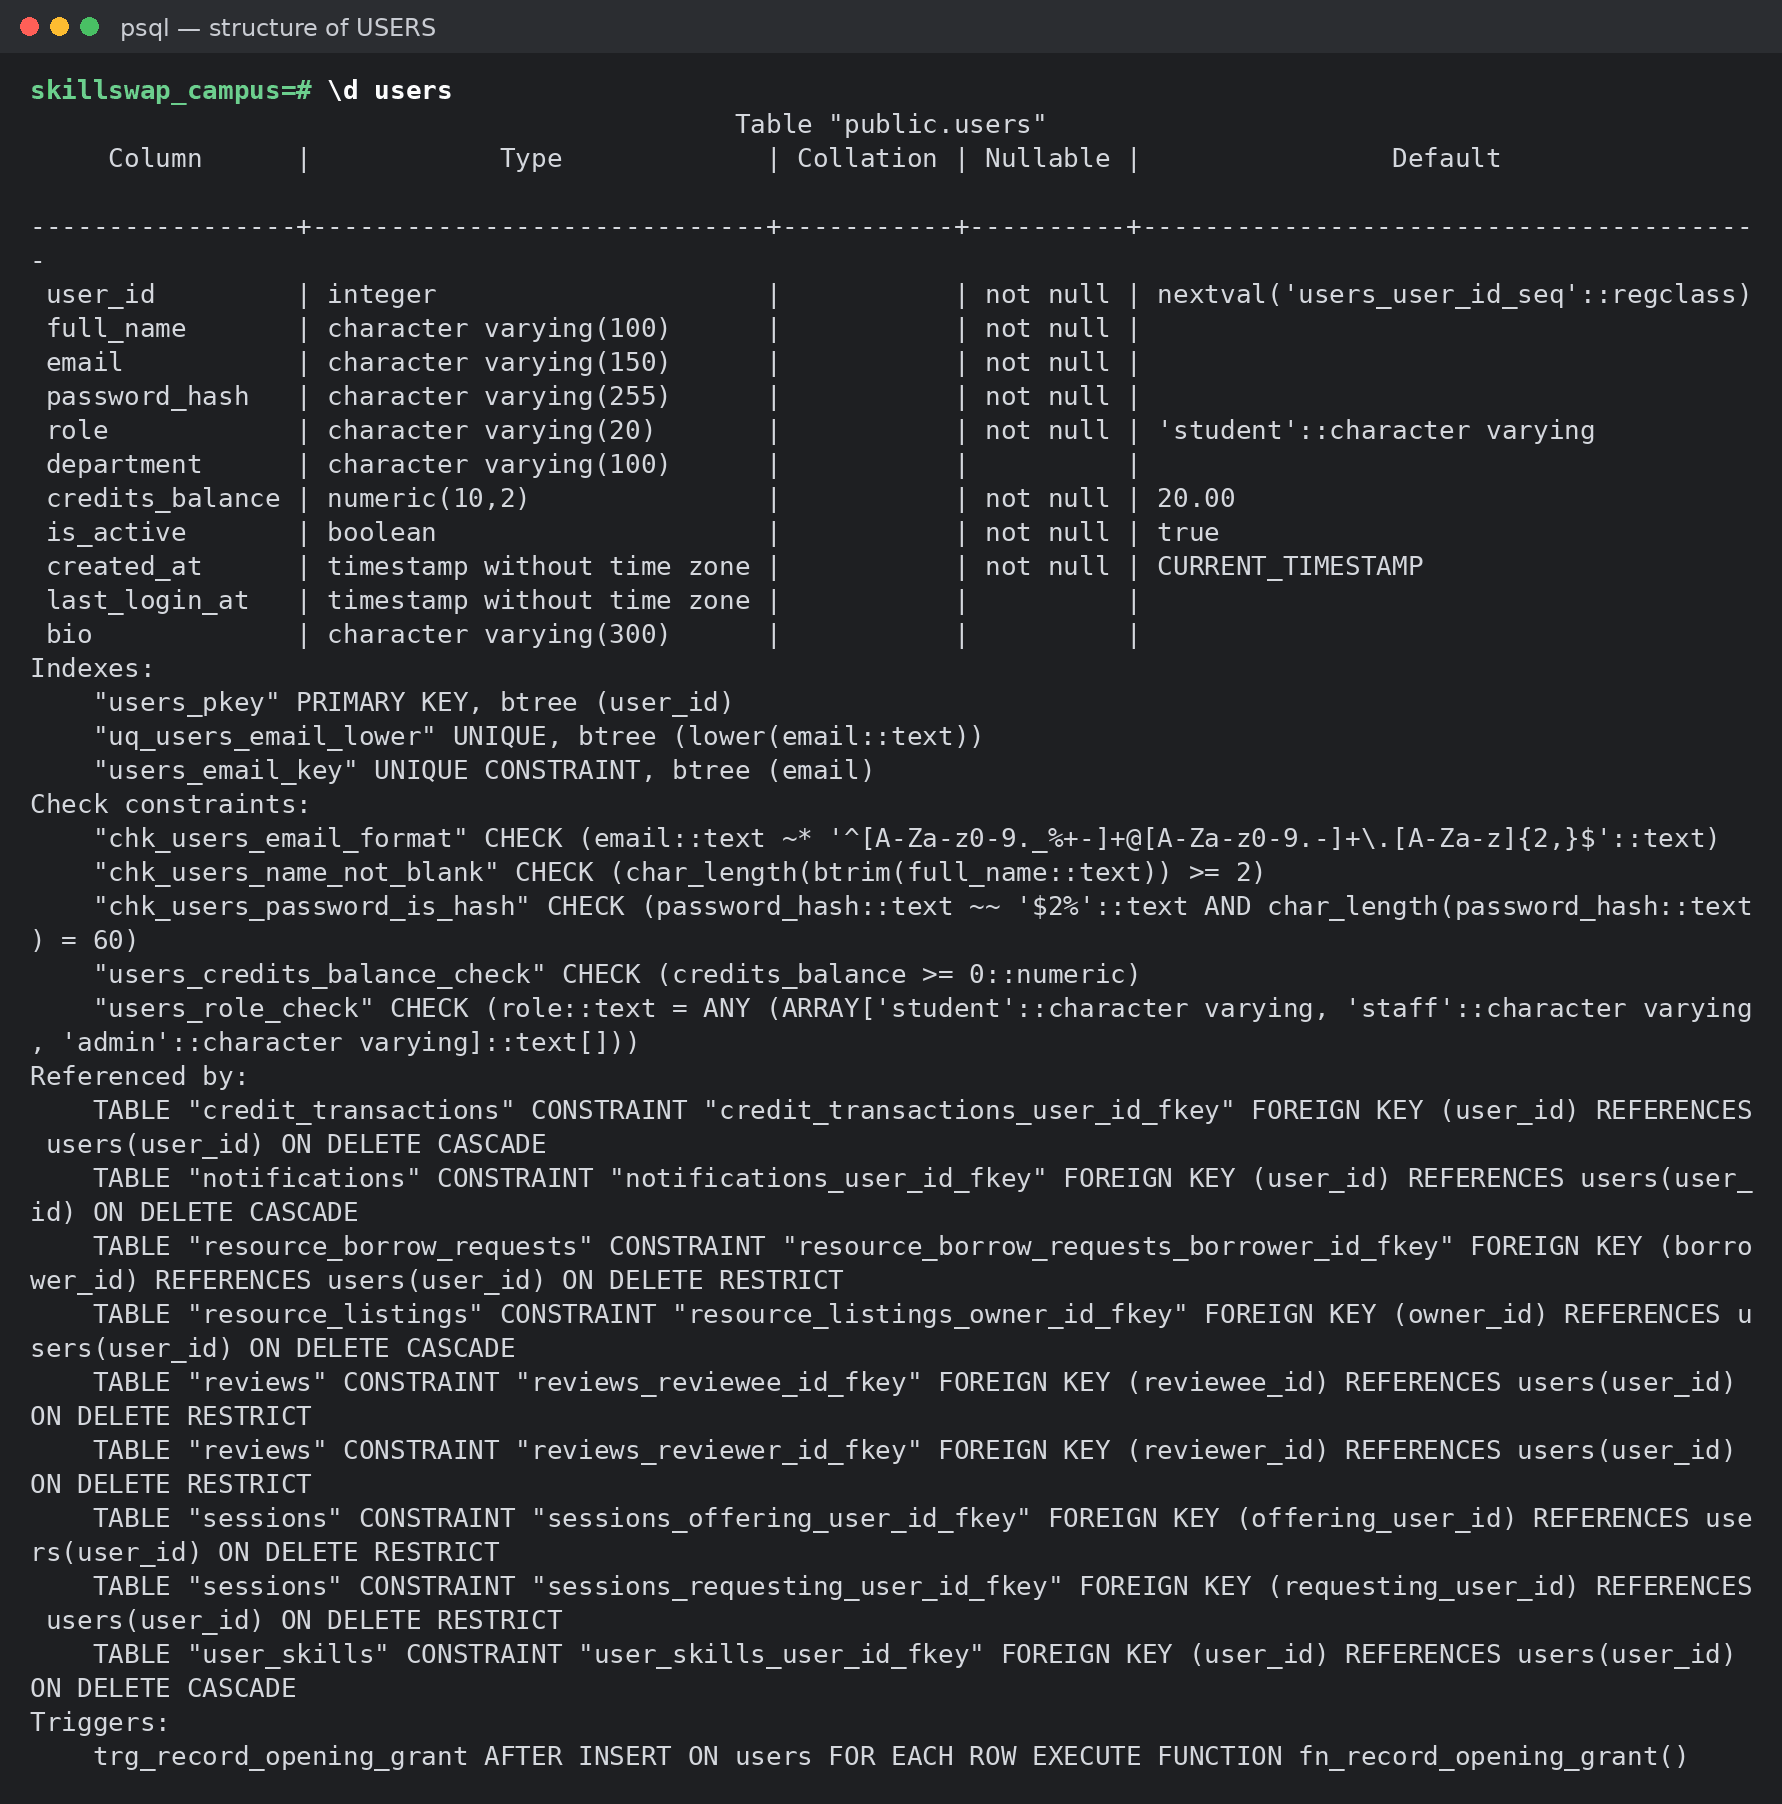 psql — structure of USERS
skillswap_campus=# \d users
                                             Table "public.users"
     Column      |            Type             | Collation | Nullable |                Default
-----------------+-----------------------------+-----------+----------+---------------------------------------
-
 user_id         | integer                     |           | not null | nextval('users_user_id_seq'::regclass)
 full_name       | character varying(100)      |           | not null |
 email           | character varying(150)      |           | not null |
 password_hash   | character varying(255)      |           | not null |
 role            | character varying(20)       |           | not null | 'student'::character varying
 department      | character varying(100)      |           |          |
 credits_balance | numeric(10,2)               |           | not null | 20.00
 is_active       | boolean                     |           | not null | true
 created_at      | timestamp without time zone |           | not null | CURRENT_TIMESTAMP
 last_login_at   | timestamp without time zone |           |          |
 bio             | character varying(300)      |           |          |
Indexes:
    "users_pkey" PRIMARY KEY, btree (user_id)
    "uq_users_email_lower" UNIQUE, btree (lower(email::text))
    "users_email_key" UNIQUE CONSTRAINT, btree (email)
Check constraints:
    "chk_users_email_format" CHECK (email::text ~* '^[A-Za-z0-9._%+-]+@[A-Za-z0-9.-]+\.[A-Za-z]{2,}$'::text)
    "chk_users_name_not_blank" CHECK (char_length(btrim(full_name::text)) >= 2)
    "chk_users_password_is_hash" CHECK (password_hash::text ~~ '$2%'::text AND char_length(password_hash::text
) = 60)
    "users_credits_balance_check" CHECK (credits_balance >= 0::numeric)
    "users_role_check" CHECK (role::text = ANY (ARRAY['student'::character varying, 'staff'::character varying
, 'admin'::character varying]::text[]))
Referenced by:
    TABLE "credit_transactions" CONSTRAINT "credit_transactions_user_id_fkey" FOREIGN KEY (user_id) REFERENCES
 users(user_id) ON DELETE CASCADE
    TABLE "notifications" CONSTRAINT "notifications_user_id_fkey" FOREIGN KEY (user_id) REFERENCES users(user_
id) ON DELETE CASCADE
    TABLE "resource_borrow_requests" CONSTRAINT "resource_borrow_requests_borrower_id_fkey" FOREIGN KEY (borro
wer_id) REFERENCES users(user_id) ON DELETE RESTRICT
    TABLE "resource_listings" CONSTRAINT "resource_listings_owner_id_fkey" FOREIGN KEY (owner_id) REFERENCES u
sers(user_id) ON DELETE CASCADE
    TABLE "reviews" CONSTRAINT "reviews_reviewee_id_fkey" FOREIGN KEY (reviewee_id) REFERENCES users(user_id)
ON DELETE RESTRICT
    TABLE "reviews" CONSTRAINT "reviews_reviewer_id_fkey" FOREIGN KEY (reviewer_id) REFERENCES users(user_id)
ON DELETE RESTRICT
    TABLE "sessions" CONSTRAINT "sessions_offering_user_id_fkey" FOREIGN KEY (offering_user_id) REFERENCES use
rs(user_id) ON DELETE RESTRICT
    TABLE "sessions" CONSTRAINT "sessions_requesting_user_id_fkey" FOREIGN KEY (requesting_user_id) REFERENCES
 users(user_id) ON DELETE RESTRICT
    TABLE "user_skills" CONSTRAINT "user_skills_user_id_fkey" FOREIGN KEY (user_id) REFERENCES users(user_id)
ON DELETE CASCADE
Triggers:
    trg_record_opening_grant AFTER INSERT ON users FOR EACH ROW EXECUTE FUNCTION fn_record_opening_grant()